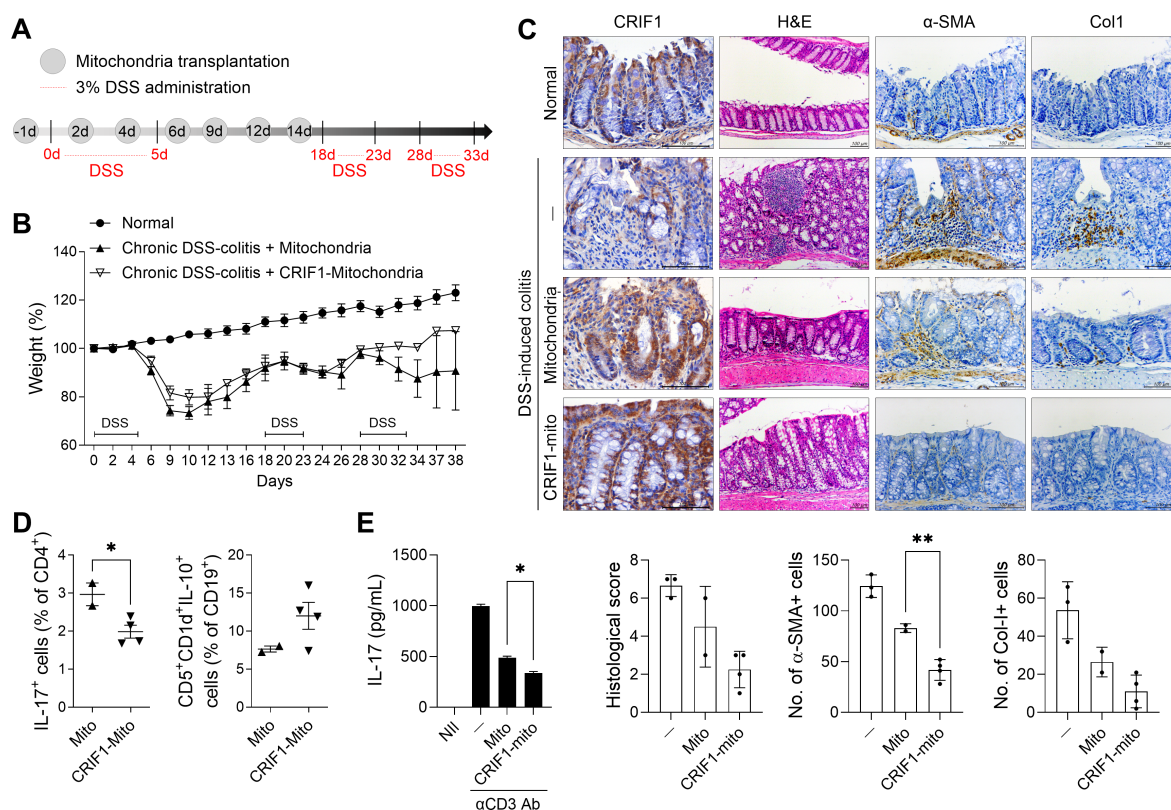 A
Mitochondria transplantation
3% DSS administration
-1d 2d 4d 6d 9d 12d 14d
0d 5d 18d 23d 28d 33d
DSS DSS DSS
B
Normal
Chronic DSS-colitis + Mitochondria
Chronic DSS-colitis + CRIF1-Mitochondria
Weight (%)
140
120
100
80
60
DSS DSS DSS
0 2 4 6 9 10 12 13 14 16 18 20 23 24 26 28 30 32 34 37 38
Days
C
CRIF1 H&E α-SMA Col1
Normal
DSS-induced colitis
—
Mitochondria
CRIF1-mito
100 μm
Histological score
8
6
4
2
0
— Mito CRIF1-mito
No. of α-SMA+ cells
150
100
50
0
**
— Mito CRIF1-mito
No. of Col-I+ cells
100
80
60
40
20
0
— Mito CRIF1-mito
D
IL-17+ cells (% of CD4+)
4
3
2
1
0
*
Mito CRIF1-Mito
CD5+CD1d+IL-10+
cells (% of CD19+)
20
15
10
5
0
Mito CRIF1-Mito
E
IL-17 (pg/mL)
1500
1000
500
0
*
Nil — Mito CRIF1-mito
αCD3 Ab